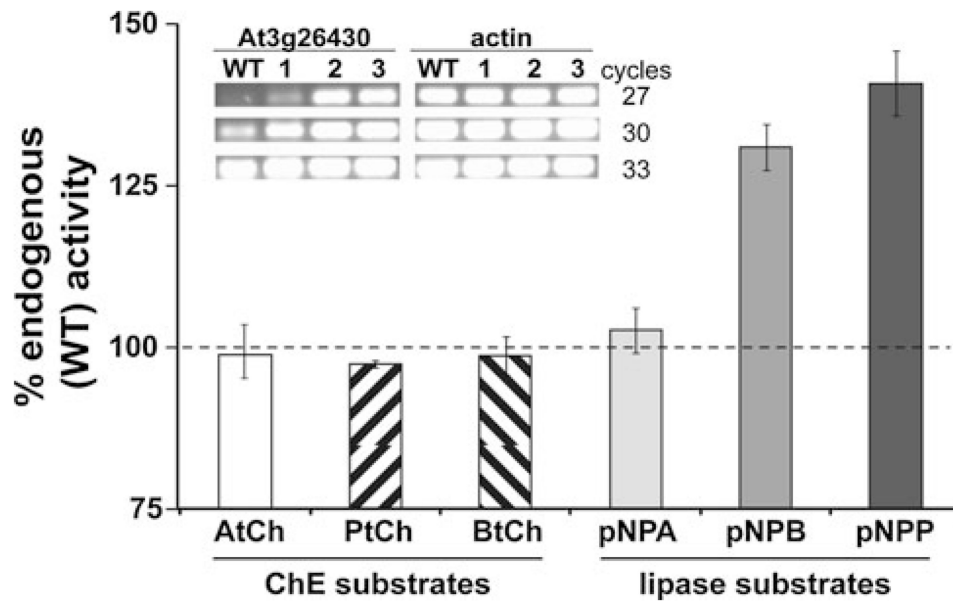 % endogenous
(WT) activity
150
125
100
75
At3g26430 actin
WT 1 2 3 WT 1 2 3 cycles
27
30
33
AtCh PtCh BtCh pNPA pNPB pNPP
ChE substrates lipase substrates